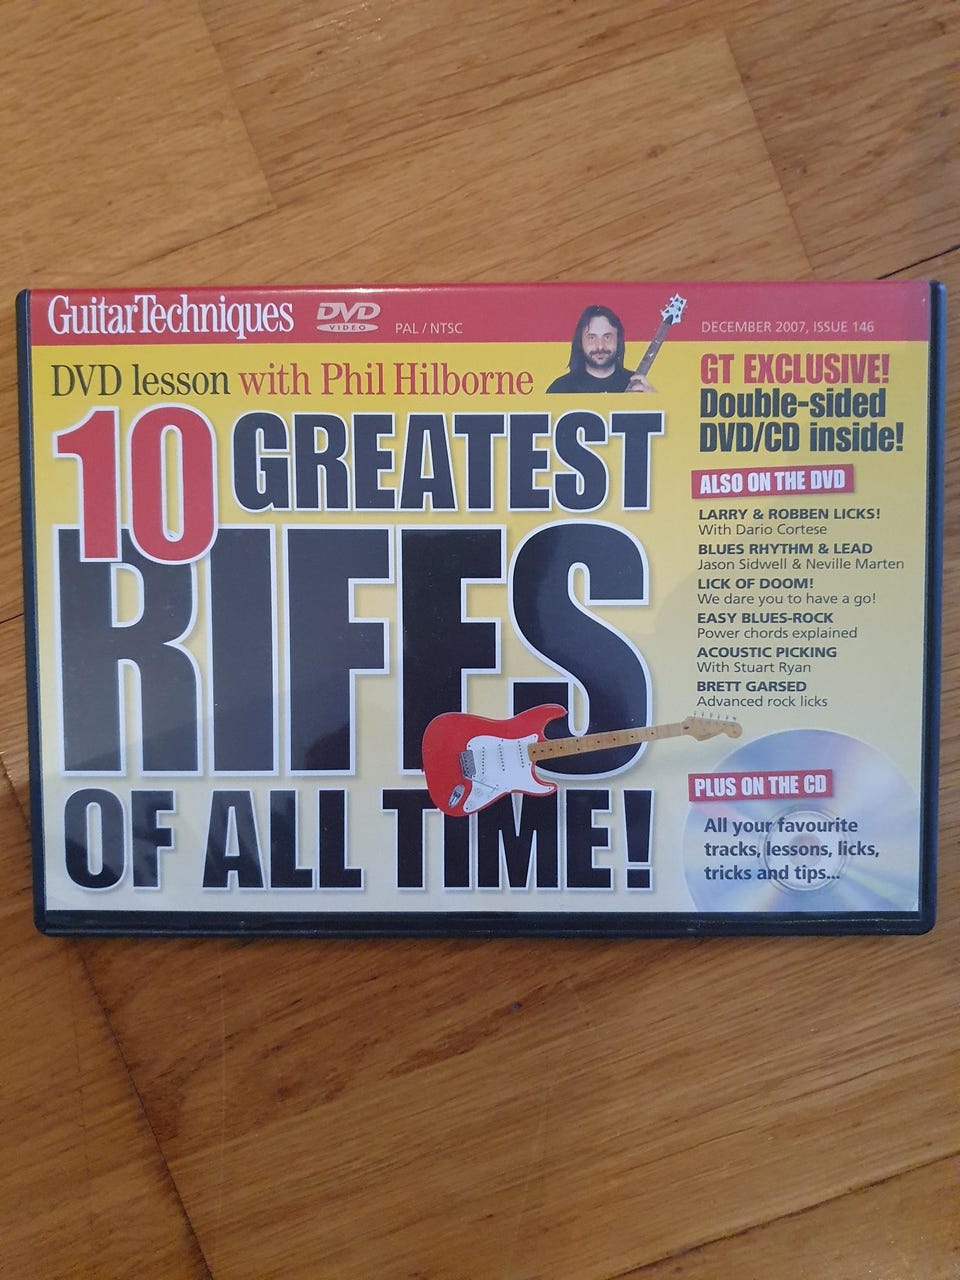 GuitarTechniques
DVD
VIDEO
PAL / NTSC
DECEMBER 2007, ISSUE 146
DVD lesson with Phil Hilborne
10 GREATEST
RIFFS
OF ALL TIME!
GT EXCLUSIVE!
Double-sided
DVD/CD inside!
ALSO ON THE DVD
LARRY & ROBBEN LICKS!
With Dario Cortese
BLUES RHYTHM & LEAD
Jason Sidwell & Neville Marten
LICK OF DOOM!
We dare you to have a go!
EASY BLUES-ROCK
Power chords explained
ACOUSTIC PICKING
With Stuart Ryan
BRETT GARSED
Advanced rock licks
PLUS ON THE CD
All your favourite
tracks, lessons, licks,
tricks and tips...